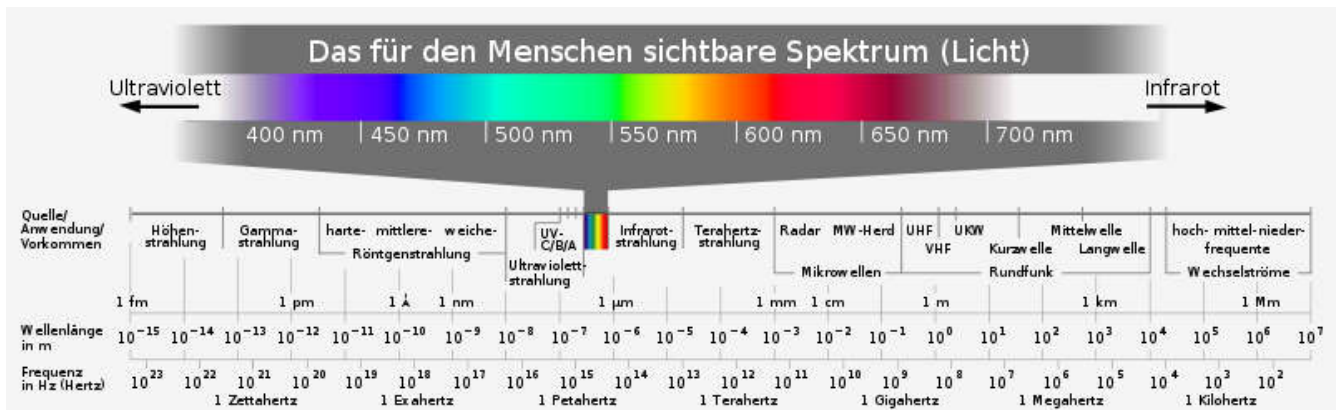 Das für den Menschen sichtbare Spektrum (Licht)
Ultraviolett
Infrarot
400 nm 450 nm 500 nm 550 nm 600 nm 650 nm 700 nm
Quelle/
Anwendung/
Vorkommen
Höhen-
strahlung
Gamma-
strahlung
harte- mittlere- weiche-
Röntgenstrahlung
UV-
C/B/A
Ultraviolett-
strahlung
Infrarot-
strahlung
Terahertz-
strahlung
Radar MW-Herd
Mikrowellen
UHF UKW Mittelwelle
VHF Kurzwelle Langwelle
Rundfunk
hoch- mittel- nieder-
frequente
Wechselströme
1 fm 1 pm 1 Å 1 nm 1 µm 1 mm 1 cm 1 m 1 km 1 Mm
Wellenlänge
in m
10⁻¹⁵ 10⁻¹⁴ 10⁻¹³ 10⁻¹² 10⁻¹¹ 10⁻¹⁰ 10⁻⁹ 10⁻⁸ 10⁻⁷ 10⁻⁶ 10⁻⁵ 10⁻⁴ 10⁻³ 10⁻² 10⁻¹ 10⁰ 10¹ 10² 10³ 10⁴ 10⁵ 10⁶ 10⁷
Frequenz
in Hz (Hertz)
10²³ 10²² 10²¹ 10²⁰ 10¹⁹ 10¹⁸ 10¹⁷ 10¹⁶ 10¹⁵ 10¹⁴ 10¹³ 10¹² 10¹¹ 10¹⁰ 10⁹ 10⁸ 10⁷ 10⁶ 10⁵ 10⁴ 10³ 10²
1 Zettahertz 1 Exahertz 1 Petahertz 1 Terahertz 1 Gigahertz 1 Megahertz 1 Kilohertz